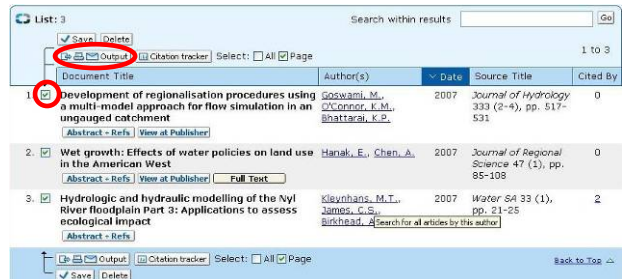 List: 3 Search within results Go
Save Delete
Output Citation tracker Select: All Page 1 to 3
Document Title Author(s) Date Source Title Cited By
1. Development of regionalisation procedures using Goswami, M., 2007 Journal of Hydrology 0
a multi-model approach for flow simulation in an O'Connor, K.M., 333 (2-4), pp. 517-
ungauged catchment Bhattarai, K.P. 531
Abstract + Refs View at Publisher
2. Wet growth: Effects of water policies on land use Hanak, E., Chen, A. 2007 Journal of Regional 0
in the American West Science 47 (1), pp.
Abstract + Refs View at Publisher Full Text 85-108
3. Hydrologic and hydraulic modelling of the Nyl Kleynhans, M.T., 2007 Water SA 33 (1), 2
River floodplain Part 3: Applications to assess James, C.S., pp. 21-25
ecological impact Birkhead, A Search for all articles by this author
Abstract + Refs
Output Citation tracker Select: All Page Back to Top
Save Delete